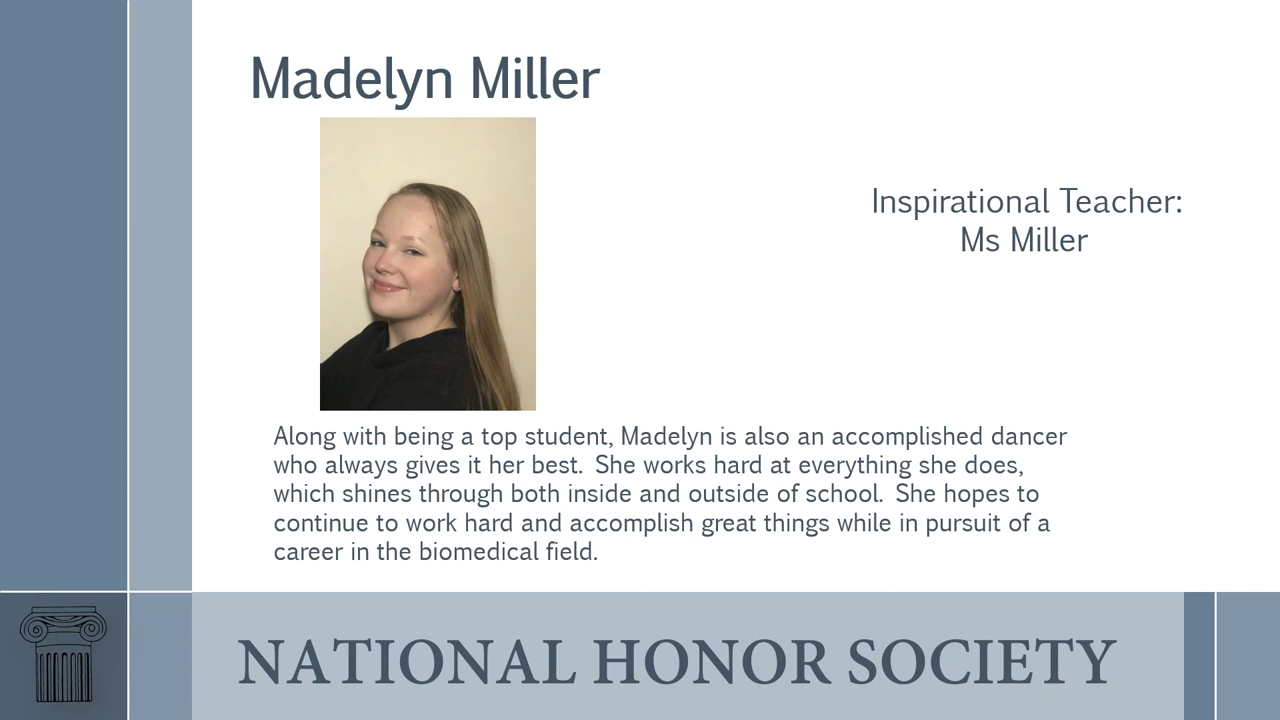 Madelyn Miller
Inspirational Teacher:
Ms Miller
Along with being a top student, Madelyn is also an accomplished dancer
who always gives it her best.  She works hard at everything she does,
which shines through both inside and outside of school.  She hopes to
continue to work hard and accomplish great things while in pursuit of a
career in the biomedical field.
NATIONAL HONOR SOCIETY